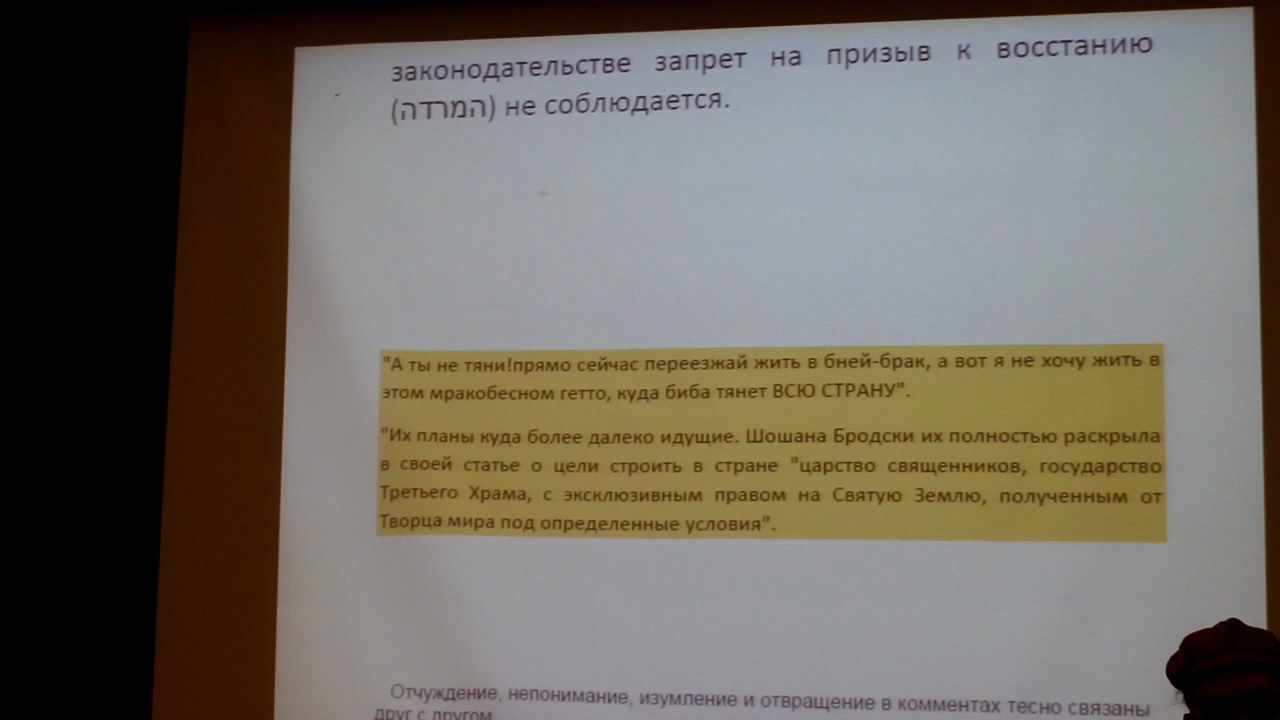 законодательстве запрет на призыв к восстанию
(המרדה) не соблюдается.
"А ты не тяни!прямо сейчас переезжай жить в бней-брак, а вот я не хочу жить в
этом мракобесном гетто, куда биба тянет ВСЮ СТРАНУ".
"Их планы куда более далеко идущие. Шошана Бродски их полностью раскрыла
в своей статье о цели строить в стране "царство священников, государство
Третьего Храма, с эксклюзивным правом на Святую Землю, полученным от
Творца мира под определенные условия".
Отчуждение, непонимание, изумление и отвращение в комментах тесно связаны
друг с другом